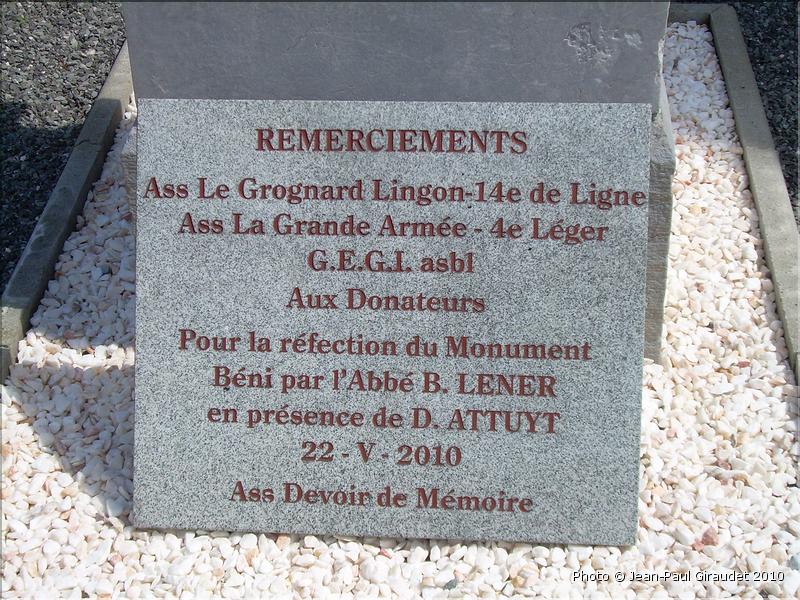 REMERCIEMENTS
Ass Le Grognard Lingon-14e de Ligne
Ass La Grande Armée - 4e Léger
G.E.G.I. asbl
Aux Donateurs
Pour la réfection du Monument
Béni par l'Abbé B. LENER
en présence de D. ATTUYT
22 - V - 2010
Ass Devoir de Mémoire
Photo © Jean-Paul Giraudet 2010